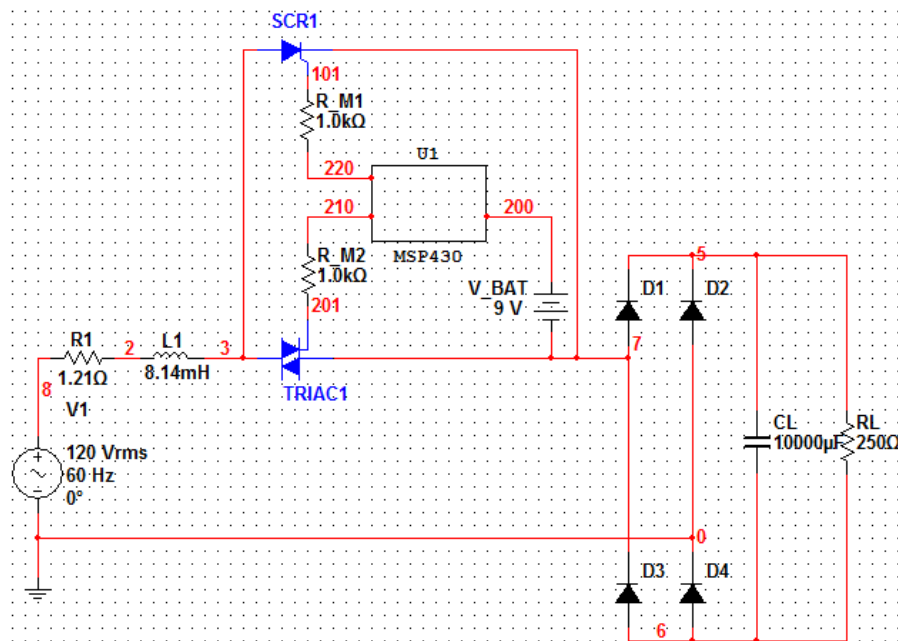 SCR1
101
R_M1
1.0kΩ
U1
220
210
200
MSP430
R_M2
1.0kΩ
201
V_BAT
9 V
5
D1
D2
7
R1
2
L1
3
1.21Ω
8.14mH
8
V1
TRIAC1
120 Vrms
60 Hz
0°
CL
10000µF
RL
250Ω
0
D3
D4
6